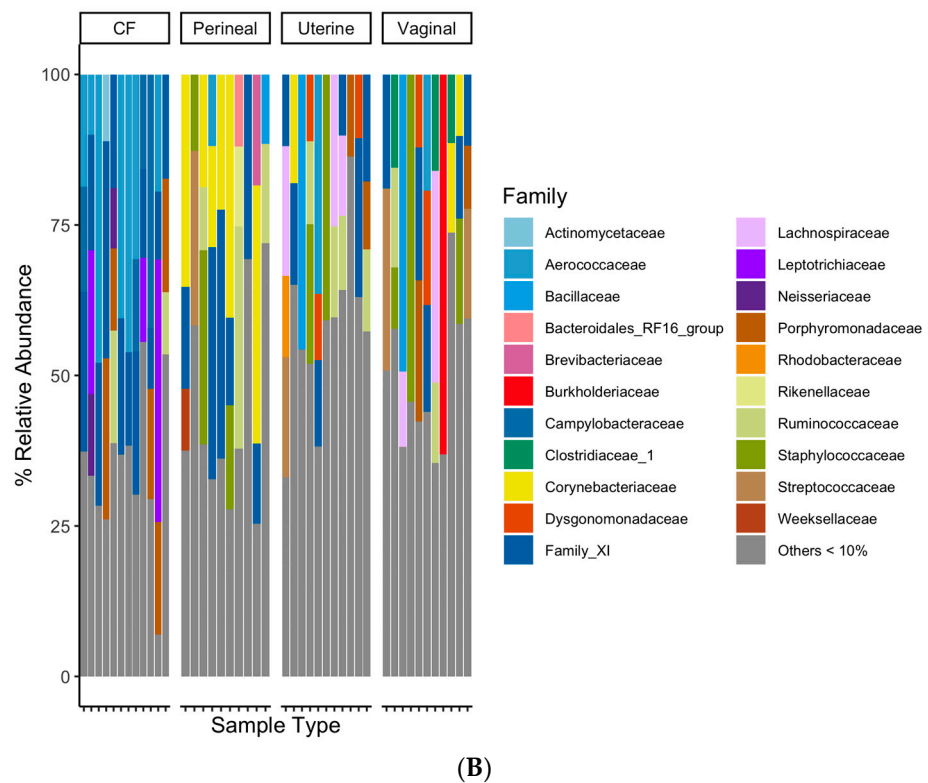 CF Perineal Uterine Vaginal
100
75
50
25
0
% Relative Abundance
Sample Type
Family
Actinomycetaceae
Aerococcaceae
Bacillaceae
Bacteroidales_RF16_group
Brevibacteriaceae
Burkholderiaceae
Campylobacteraceae
Clostridiaceae_1
Corynebacteriaceae
Dysgonomonadaceae
Family_XI
Lachnospiraceae
Leptotrichiaceae
Neisseriaceae
Porphyromonadaceae
Rhodobacteraceae
Rikenellaceae
Ruminococcaceae
Staphylococcaceae
Streptococcaceae
Weeksellaceae
Others < 10%
(B)